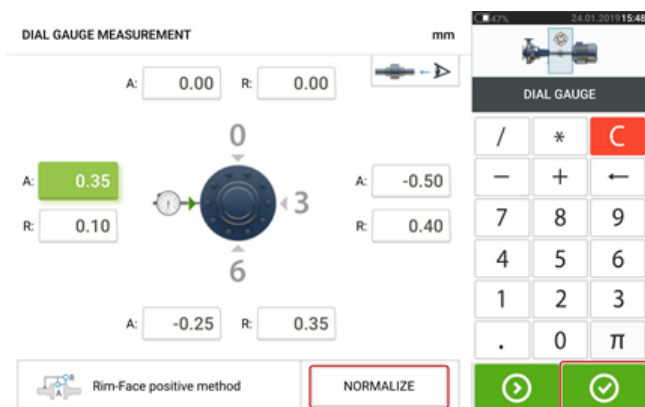 DIAL GAUGE MEASUREMENT mm
47% 24.01.2019 15:48
A: 0.00 R: 0.00
DIAL GAUGE
0
A: 0.35
R: 0.10
3
A: -0.50
R: 0.40
6
A: -0.25 R: 0.35
R
A
Rim-Face positive method
NORMALIZE
/ * C
− + ←
7 8 9
4 5 6
1 2 3
. 0 π